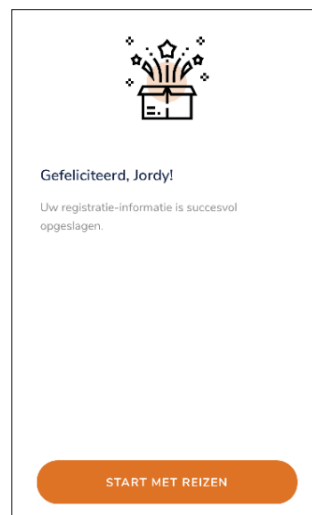 Gefeliciteerd, Jordy!
Uw registratie-informatie is succesvol
opgeslagen.
START MET REIZEN